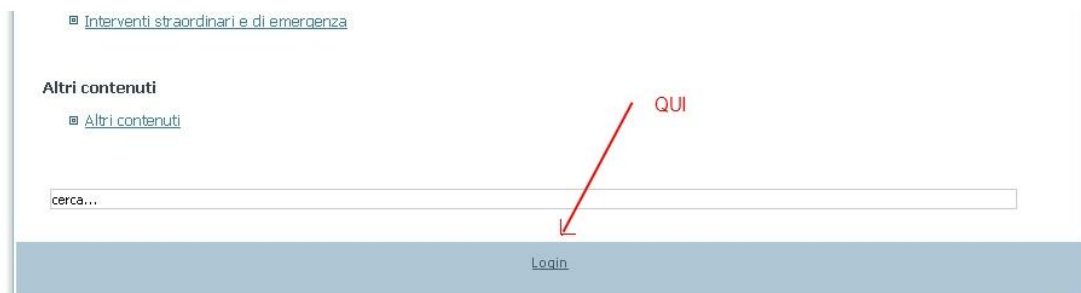 Interventi straordinari e di emergenza
Altri contenuti
QUI
Altri contenuti
cerca...
Login